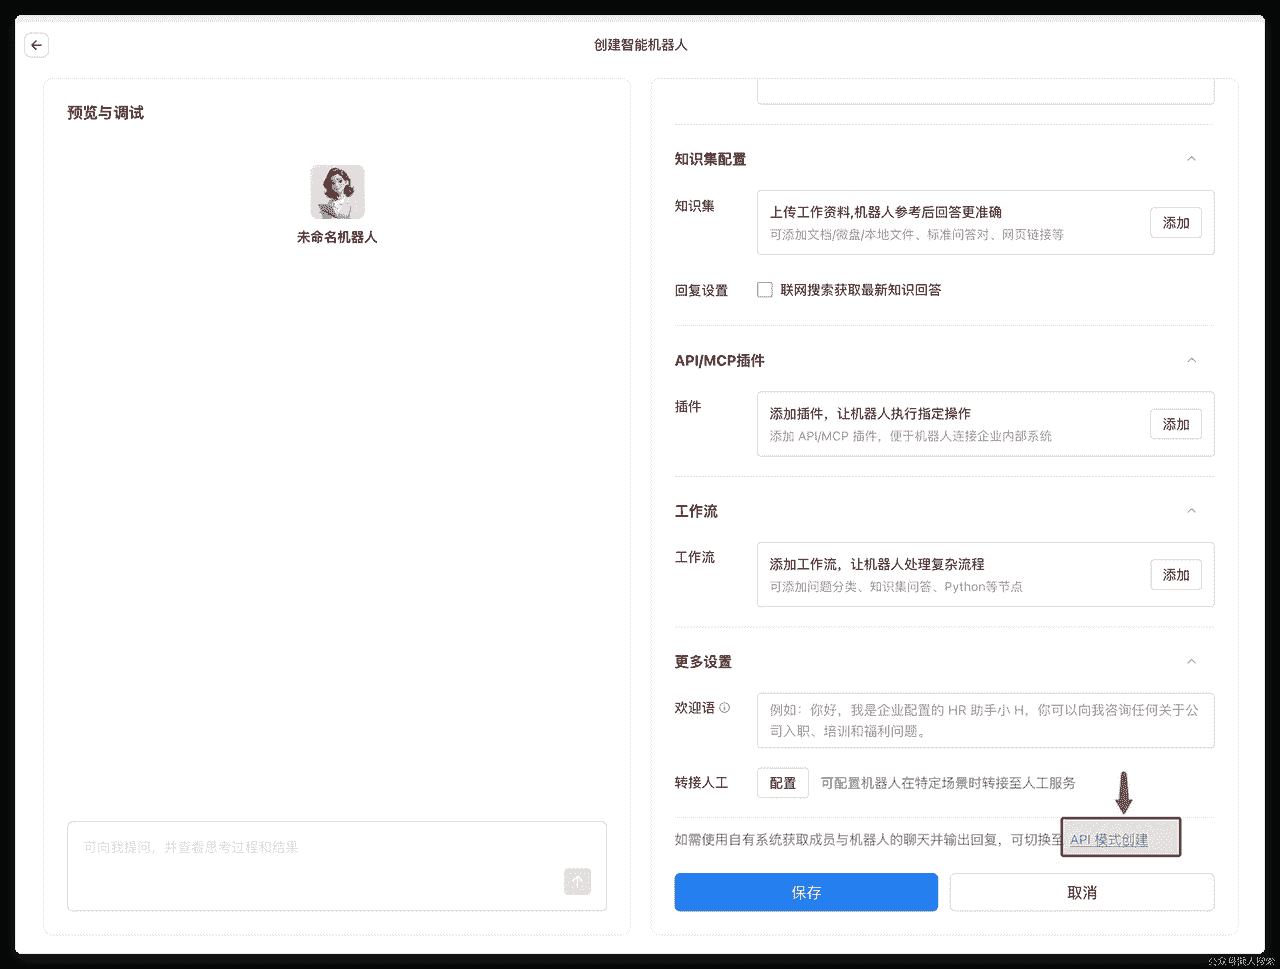 创建智能机器人
预览与调试
未命名机器人
可向我提问，并查看思考过程和结果
知识集配置
知识集
上传工作资料,机器人参考后回答更准确
可添加文档/微盘/本地文件、标准问答对、网页链接等
添加
回复设置
联网搜索获取最新知识回答
API/MCP插件
插件
添加插件，让机器人执行指定操作
添加 API/MCP 插件，便于机器人连接企业内部系统
添加
工作流
工作流
添加工作流，让机器人处理复杂流程
可添加问题分类、知识集问答、Python等节点
添加
更多设置
欢迎语
例如：你好，我是企业配置的 HR 助手小 H，你可以向我咨询任何关于公
司入职、培训和福利问题。
转接人工
配置
可配置机器人在特定场景时转接至人工服务
如需使用自有系统获取成员与机器人的聊天并输出回复，可切换至 API 模式创建
保存
取消